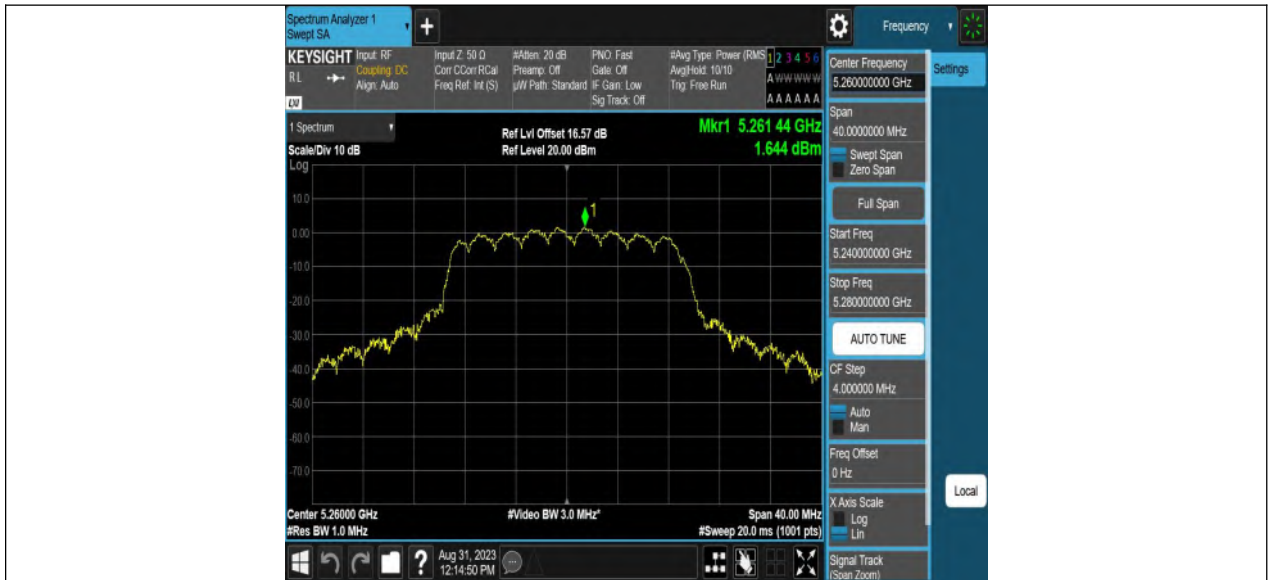 Spectrum Analyzer 1
Swept SA
+
Frequency
KEYSIGHT
RL
LXI
Input: RF
Coupling: DC
Align: Auto
Input Z: 50 Ω
Corr CCorr RCal
Freq Ref: Int (S)
#Atten: 20 dB
Preamp: Off
µW Path: Standard
PNO: Fast
Gate: Off
IF Gain: Low
Sig Track: Off
#Avg Type: Power (RMS
Avg|Hold: 10/10
Trig: Free Run
1 2 3 4 5 6
A W W W W W
A A A A A A
Center Frequency
5.260000000 GHz
Settings
1 Spectrum
Scale/Div 10 dB
Ref Lvl Offset 16.57 dB
Ref Level 20.00 dBm
Mkr1 5.261 44 GHz
1.644 dBm
Log
10.0
0.00
-10.0
-20.0
-30.0
-40.0
-50.0
-60.0
-70.0
1
Center 5.26000 GHz
#Res BW 1.0 MHz
#Video BW 3.0 MHz*
Span 40.00 MHz
#Sweep 20.0 ms (1001 pts)
Span
40.0000000 MHz
Swept Span
Zero Span
Full Span
Start Freq
5.240000000 GHz
Stop Freq
5.280000000 GHz
AUTO TUNE
CF Step
4.000000 MHz
Auto
Man
Freq Offset
0 Hz
X Axis Scale
Log
Lin
Signal Track
(Span Zoom)
Local
?
Aug 31, 2023
12:14:50 PM